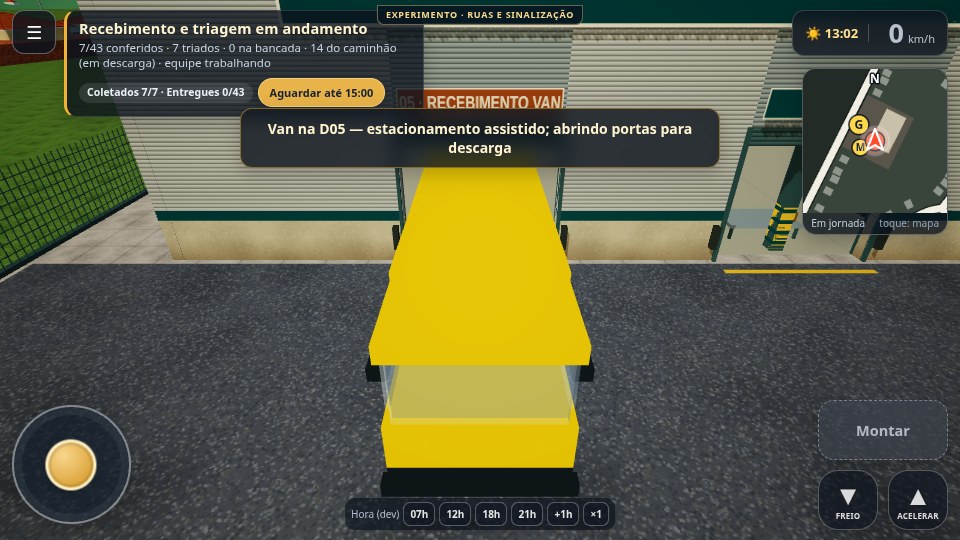 EXPERIMENTO · RUAS E SINALIZAÇÃO
☰
Recebimento e triagem em andamento
7/43 conferidos · 7 triados · 0 na bancada · 14 do caminhão
(em descarga) · equipe trabalhando
Coletados 7/7 · Entregues 0/43
Aguardar até 15:00
☀️ 13:02
0 km/h
05 · RECEBIMENTO VAN
Van na D05 — estacionamento assistido; abrindo portas para
descarga
N
G
M
Em jornada
toque: mapa
Montar
▼
FREIO
▲
ACELERAR
Hora (dev)
07h
12h
18h
21h
+1h
×1